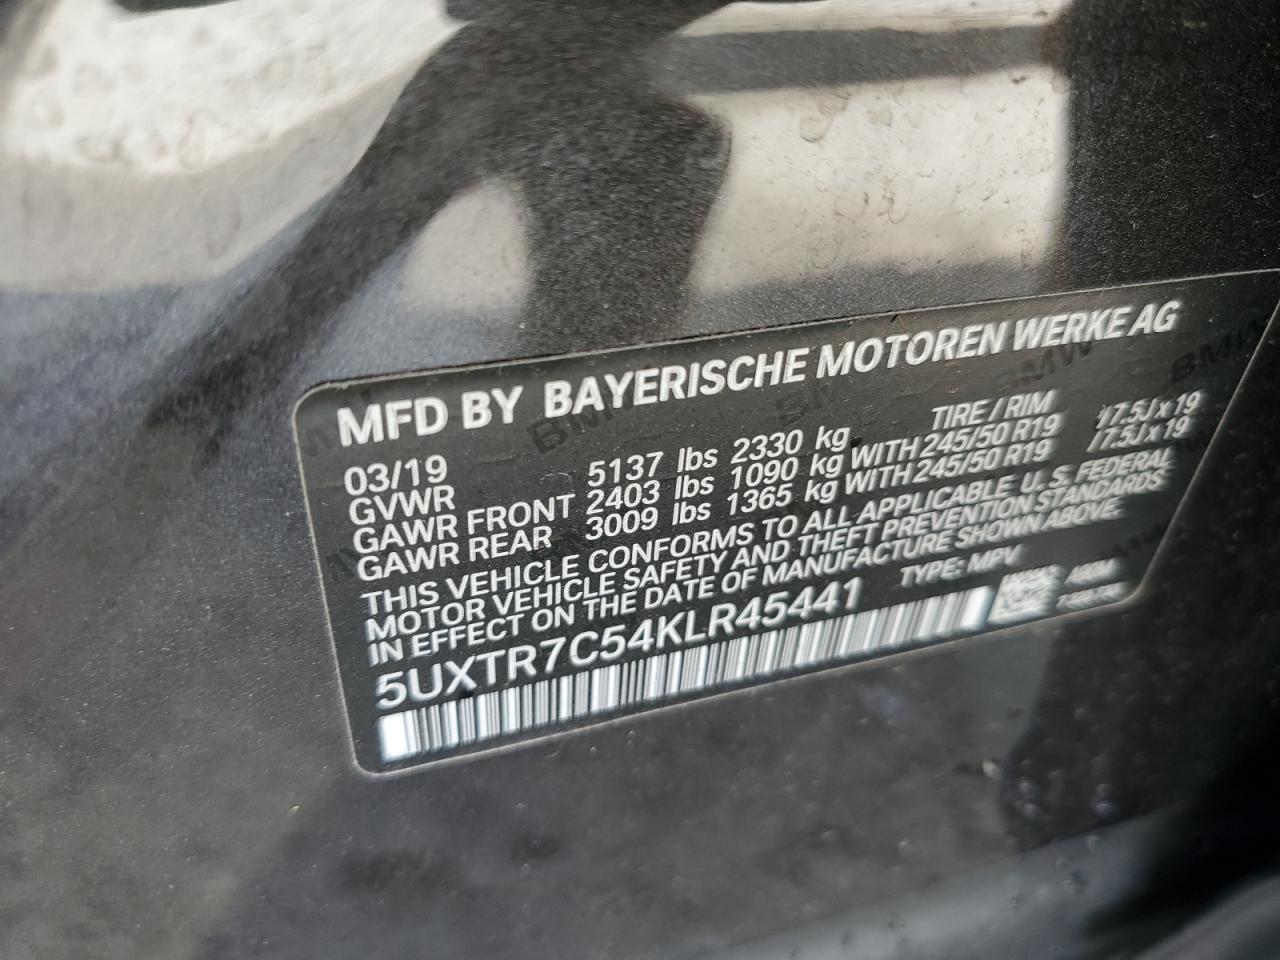 MFD BY BAYERISCHE MOTOREN WERKE AG
03/19 TIRE / RIM
GVWR 5137 lbs 2330 kg
GAWR FRONT 2403 lbs 1090 kg WITH 245/50 R19 /7.5J x 19
GAWR REAR 3009 lbs 1365 kg WITH 245/50 R19 /7.5J x 19
THIS VEHICLE CONFORMS TO ALL APPLICABLE U. S. FEDERAL
MOTOR VEHICLE SAFETY AND THEFT PREVENTION STANDARDS
IN EFFECT ON THE DATE OF MANUFACTURE SHOWN ABOVE.
5UXTR7C54KLR45441 TYPE: MPV